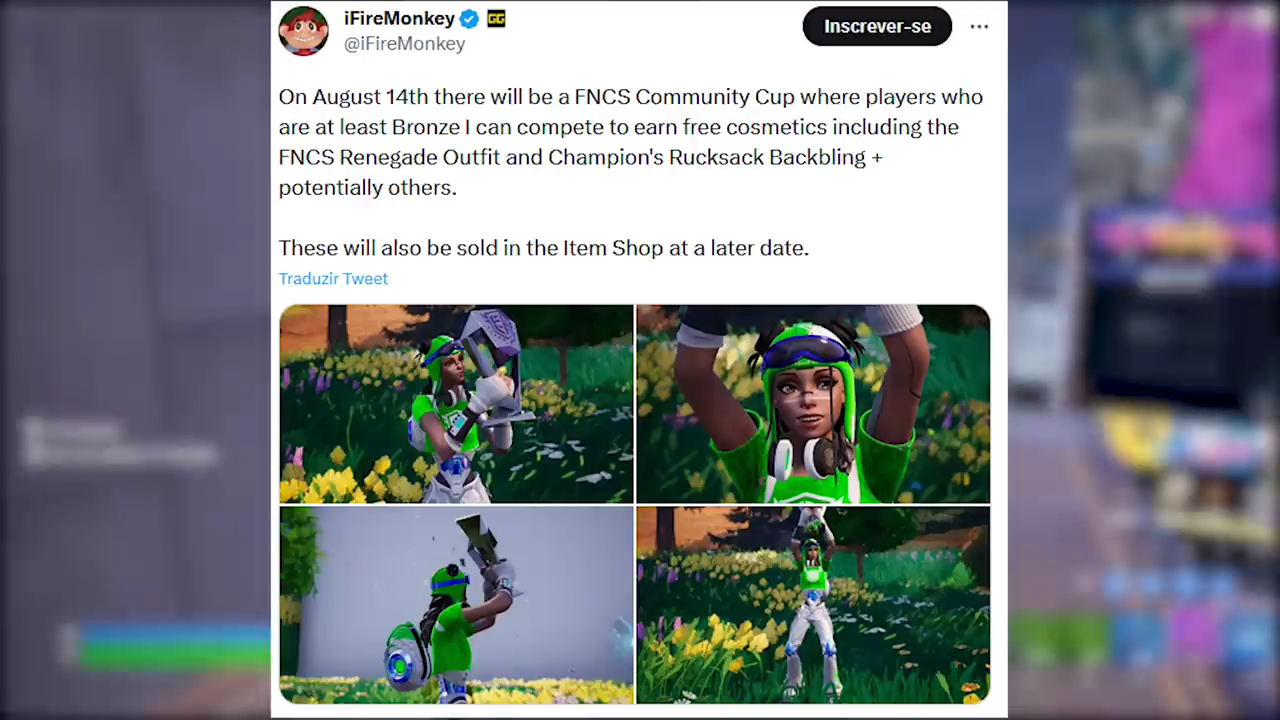 iFireMonkey
@iFireMonkey
Inscrever-se
On August 14th there will be a FNCS Community Cup where players who
are at least Bronze I can compete to earn free cosmetics including the
FNCS Renegade Outfit and Champion's Rucksack Backbling +
potentially others.
These will also be sold in the Item Shop at a later date.
Traduzir Tweet